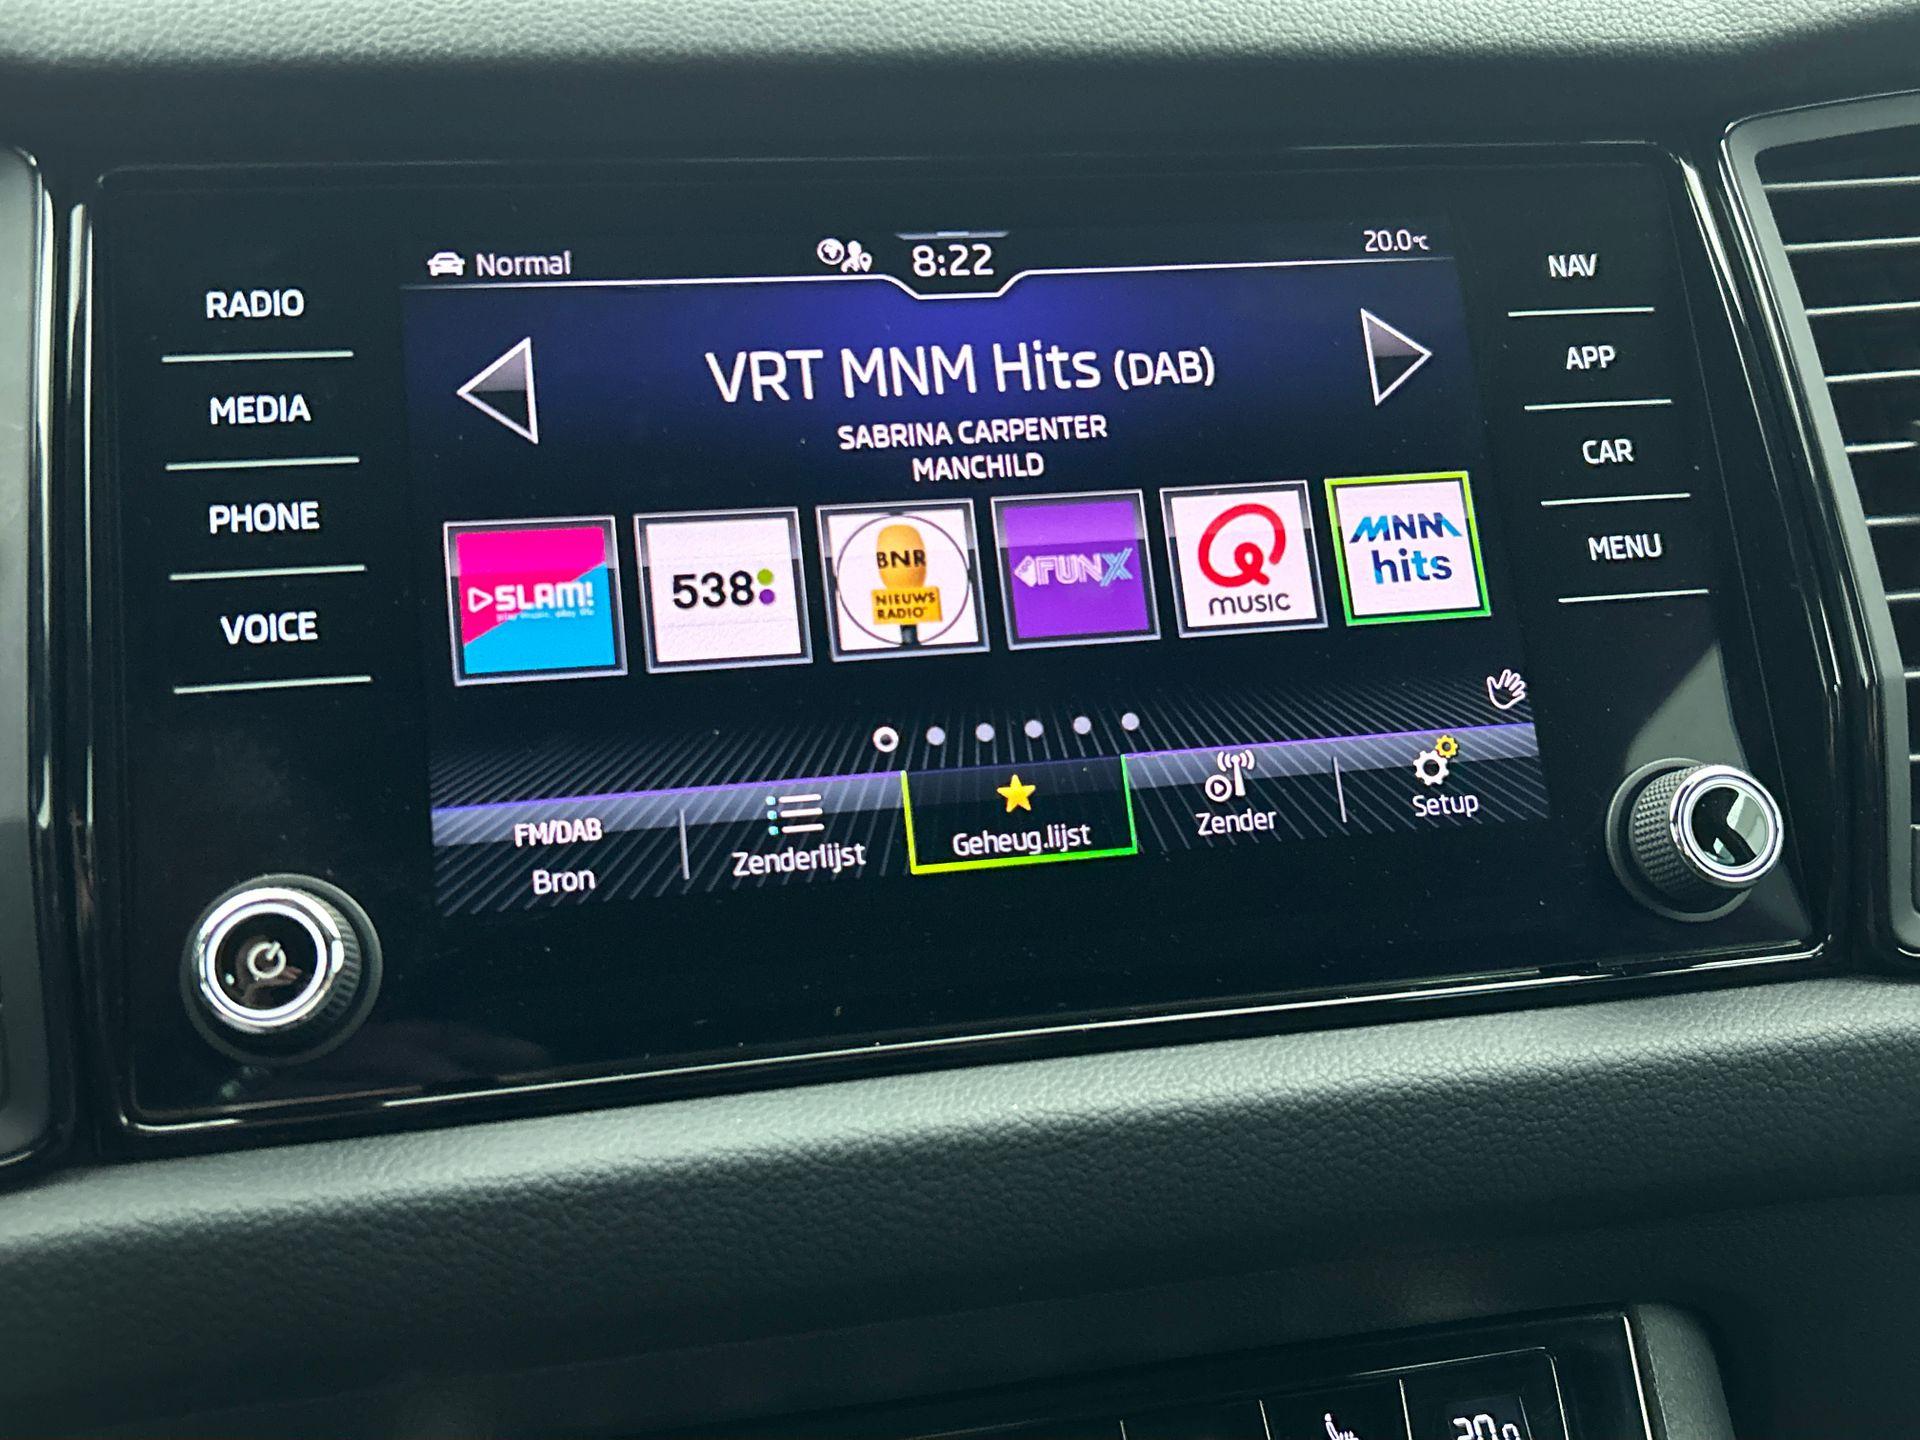 Normal
8:22
20.0°C
RADIO
MEDIA
PHONE
VOICE
VRT MNM Hits (DAB)
SABRINA CARPENTER
MANCHILD
SLAM!
538
BNR
NIEUWS
RADIO
FUNX
MUSIC
MNM
hits
FM/DAB
Bron
Zenderlijst
Geheug.lijst
Zender
Setup
NAV
APP
CAR
MENU